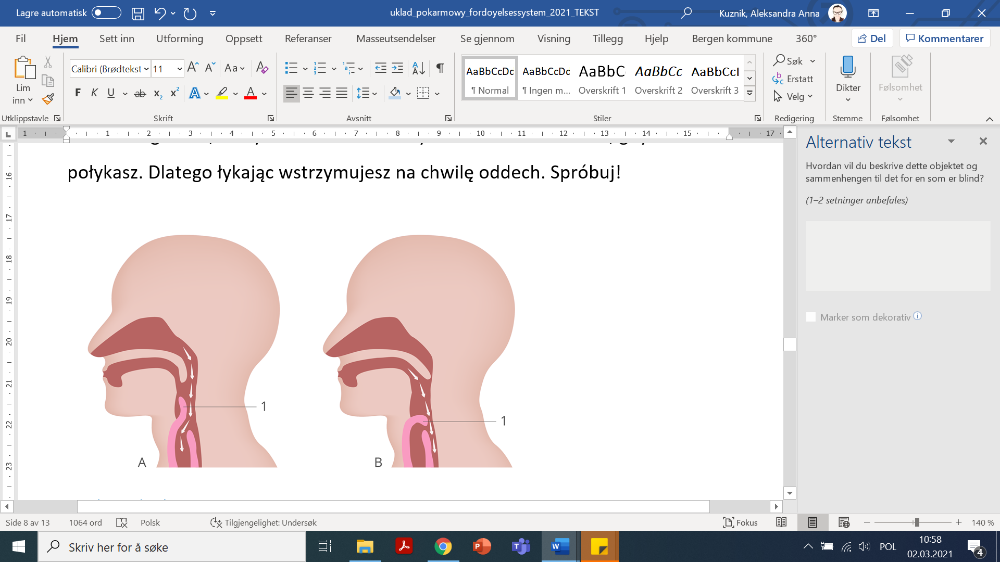 Lagre automatisk
uklad_pokarmowy_fordoyelsessystem_2021_TEKST
Kuznik, Aleksandra Anna
Fil Hjem Sett inn Utforming Oppsett Referanser Masseutsendelser Se gjennom Visning Tillegg Hjelp Bergen kommune 360° Del Kommentarer
Lim inn
Calibri (Brødtekst 11
AaBbCcDc AaBbCcDc AaBbC AaBbCc AaBbCcI
¶ Normal ¶ Ingen m... Overskrift 1 Overskrift 2 Overskrift 3
Søk
Erstatt
Velg
Dikter
Følsomhet
Utklippstavle Skrift Avsnitt Stiler Redigering Stemme Følsomhet
1 1 2 3 4 5 6 7 8 9 10 11 12 13 14 15 17
16
17
18
19
20
21
22
23
połykasz. Dlatego łykając wstrzymujesz na chwilę oddech. Spróbuj!
1
1
A
B
Alternativ tekst
Hvordan vil du beskrive dette objektet og
sammenhengen til det for en som er blind?
(1–2 setninger anbefales)
Marker som dekorativ
Side 8 av 13 1064 ord Polsk Tilgjengelighet: Undersøk Fokus 140 %
Skriv her for å søke
POL
10:58
02.03.2021
4